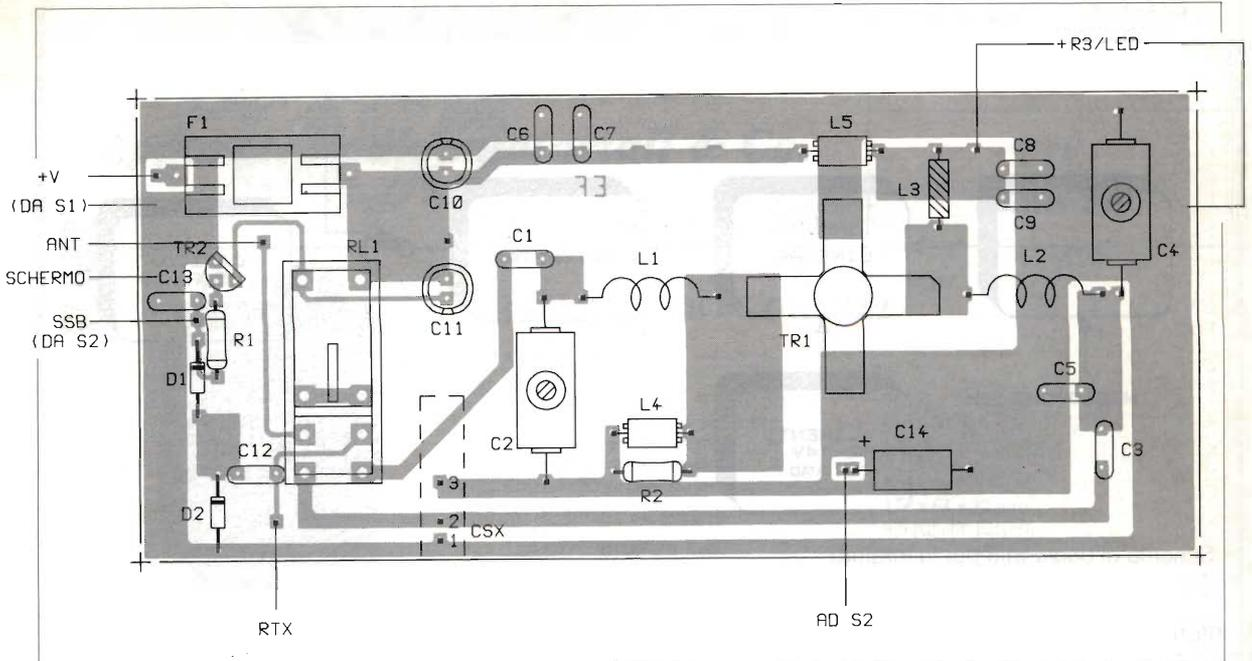 +R3/LED
F1
C6
C7
L5
C8
+V
(DA S1)
C10
L3
C9
ANT
TR2
RL1
C1
L1
L2
C4
SCHERMO
C13
SSB
(DA S2)
R1
C11
TR1
D1
C5
L4
C2
+
C14
C12
C3
3
R2
D2
2
CSX
1
RTX
AD S2